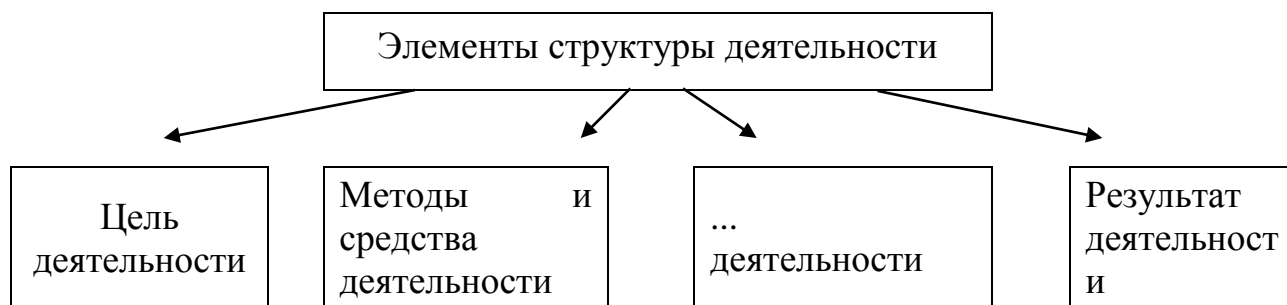 Элементы структуры деятельности
Цель
деятельности
Методы и
средства
деятельности
...
деятельности
Результат
деятельност
и